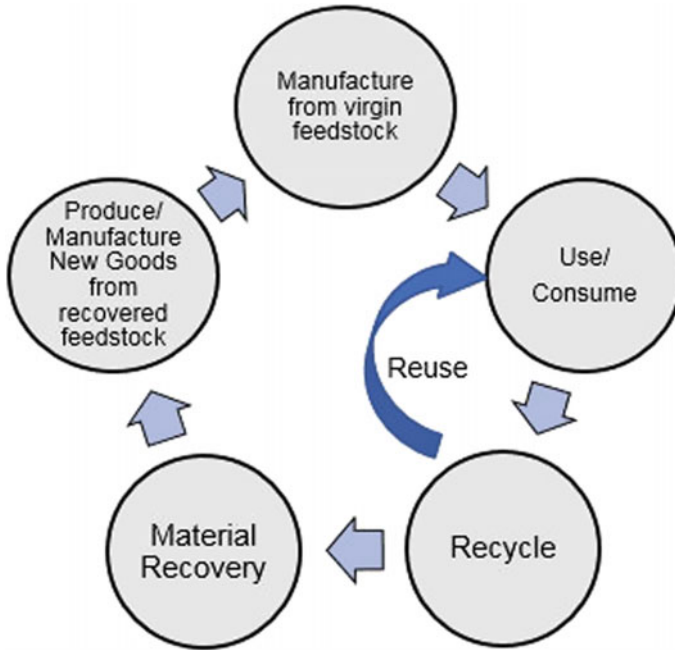 Manufacture
from virgin
feedstock
Use/
Consume
Recycle
Reuse
Material
Recovery
Produce/
Manufacture
New Goods
from
recovered
feedstock